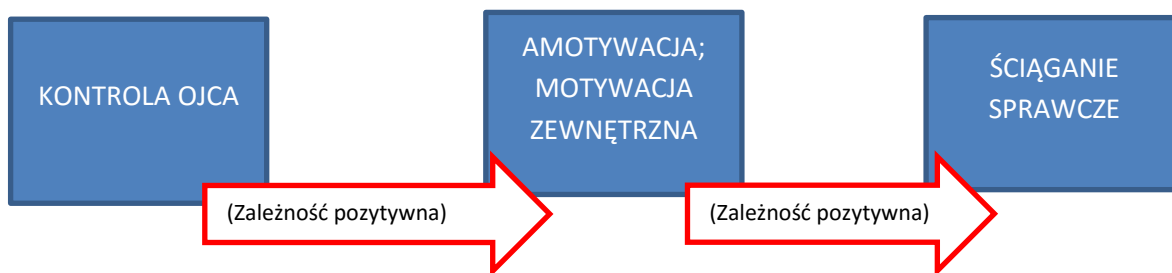 KONTROLA OJCA
AMOTYWACJA;
MOTYWACJA
ZEWNĘTRZNA
ŚCIĄGANIE
SPRAWCZE
(Zależność pozytywna)
(Zależność pozytywna)